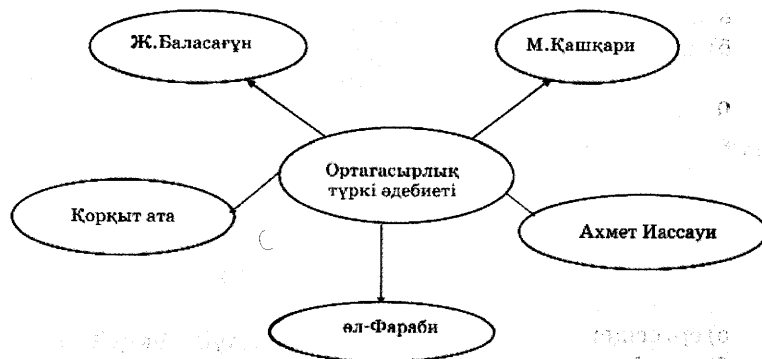 Ж.Баласағұн
М.Қашқари
Ортағасырлық
түркі әдебиеті
Қорқыт ата
Ахмет Иассауи
әл-Фараби